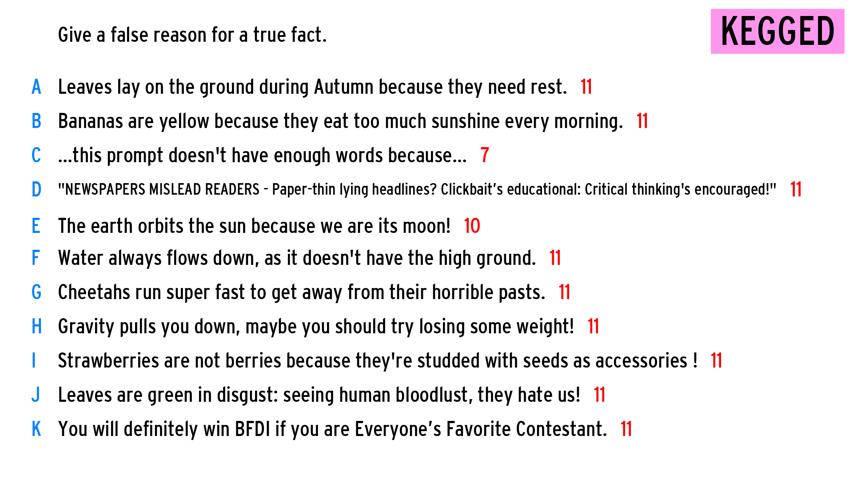 Give a false reason for a true fact.
KEGGED
A Leaves lay on the ground during Autumn because they need rest. 11
B Bananas are yellow because they eat too much sunshine every morning. 11
C ...this prompt doesn't have enough words because... 7
D "NEWSPAPERS MISLEAD READERS - Paper-thin lying headlines? Clickbait’s educational: Critical thinking's encouraged!" 11
E The earth orbits the sun because we are its moon! 10
F Water always flows down, as it doesn't have the high ground. 11
G Cheetahs run super fast to get away from their horrible pasts. 11
H Gravity pulls you down, maybe you should try losing some weight! 11
I Strawberries are not berries because they're studded with seeds as accessories ! 11
J Leaves are green in disgust: seeing human bloodlust, they hate us! 11
K You will definitely win BFDI if you are Everyone’s Favorite Contestant. 11